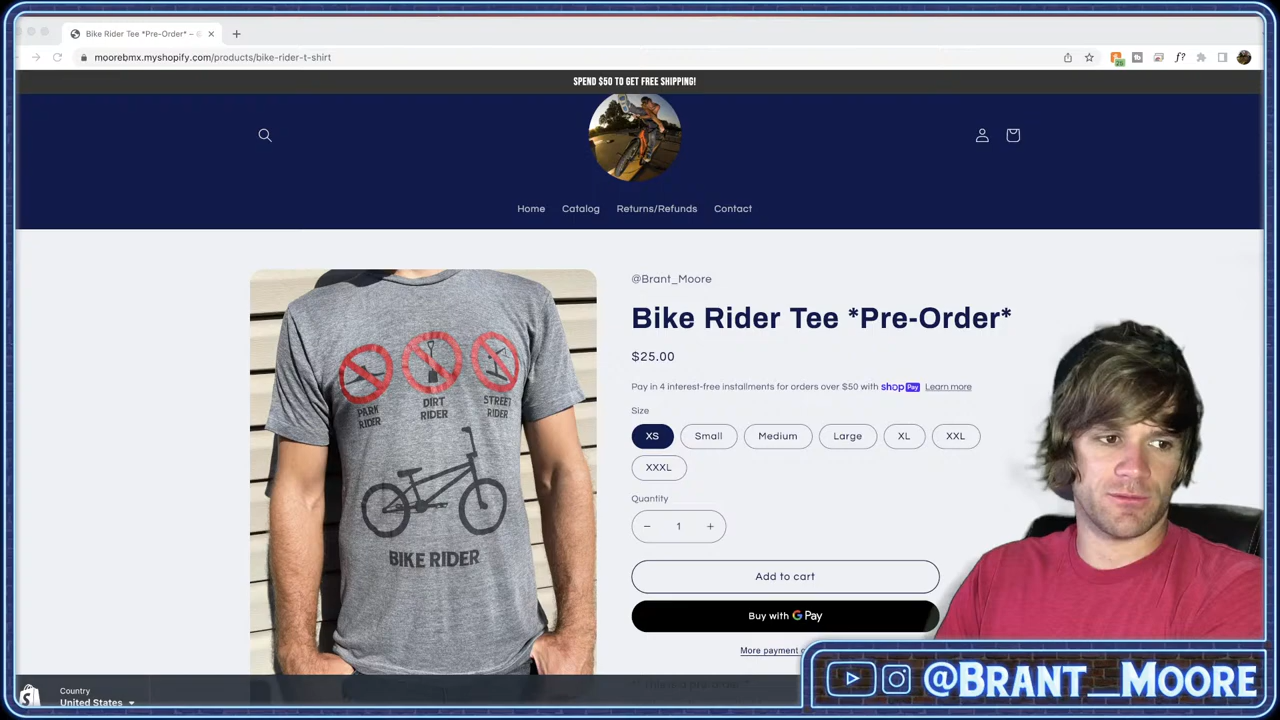 Bike Rider Tee *Pre-Order* –
moorebmx.myshopify.com/products/bike-rider-t-shirt
SPEND $50 TO GET FREE SHIPPING!
Home Catalog Returns/Refunds Contact
@Brant_Moore
Bike Rider Tee *Pre-Order*
$25.00
Pay in 4 interest-free installments for orders over $50 with shop Pay Learn more
Size
XS Small Medium Large XL XXL
XXXL
Quantity
− 1 +
Add to cart
Buy with G Pay
More payment
PARK
RIDER
DIRT
RIDER
STREET
RIDER
BIKE RIDER
Country
United States
@BRANT_MOORE